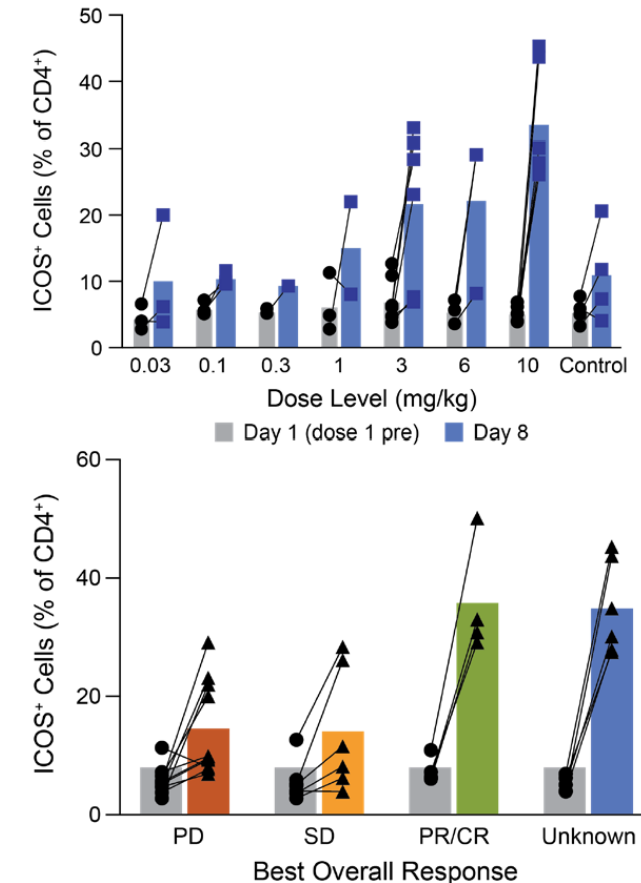 ICOS⁺ Cells (% of CD4⁺)
50
40
30
20
10
0
0.03 0.1 0.3 1 3 6 10 Control
Dose Level (mg/kg)
Day 1 (dose 1 pre) Day 8
ICOS⁺ Cells (% of CD4⁺)
60
40
20
0
PD SD PR/CR Unknown
Best Overall Response